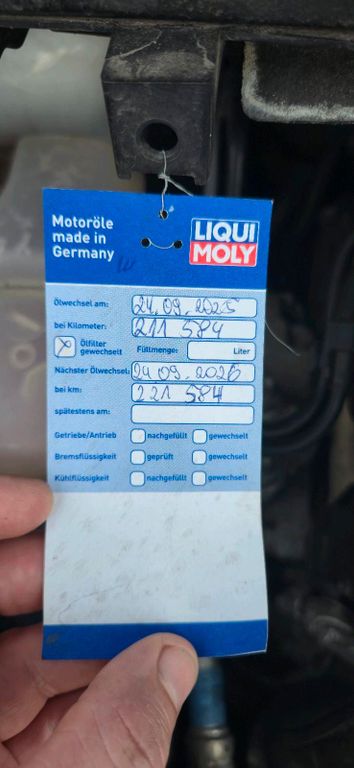 Motoröle
made in
Germany
LIQUI
MOLY
Ölwechsel am: 24.09.2025
bei Kilometer: 211 584
Ölfilter gewechselt Füllmenge: Liter
Nächster Ölwechsel: 24.09.2026
bei km: 221 584
spätestens am:
Getriebe/Antrieb nachgefüllt gewechselt
Bremsflüssigkeit geprüft gewechselt
Kühlflüssigkeit nachgefüllt gewechselt